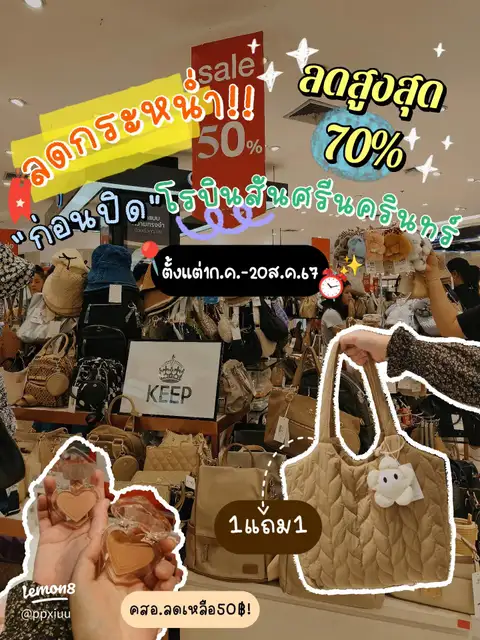 sale
50%
ลดกระหน่ำ!!
ลดสูงสุด
70%
"ก่อนปิด"โรบินสันศรีนครินทร์
ตั้งแต่1ก.ค.-20ส.ค.67
KEEP
1แถม1
คสอ.ลดเหลือ50฿!
lemon8
@ppxiuu